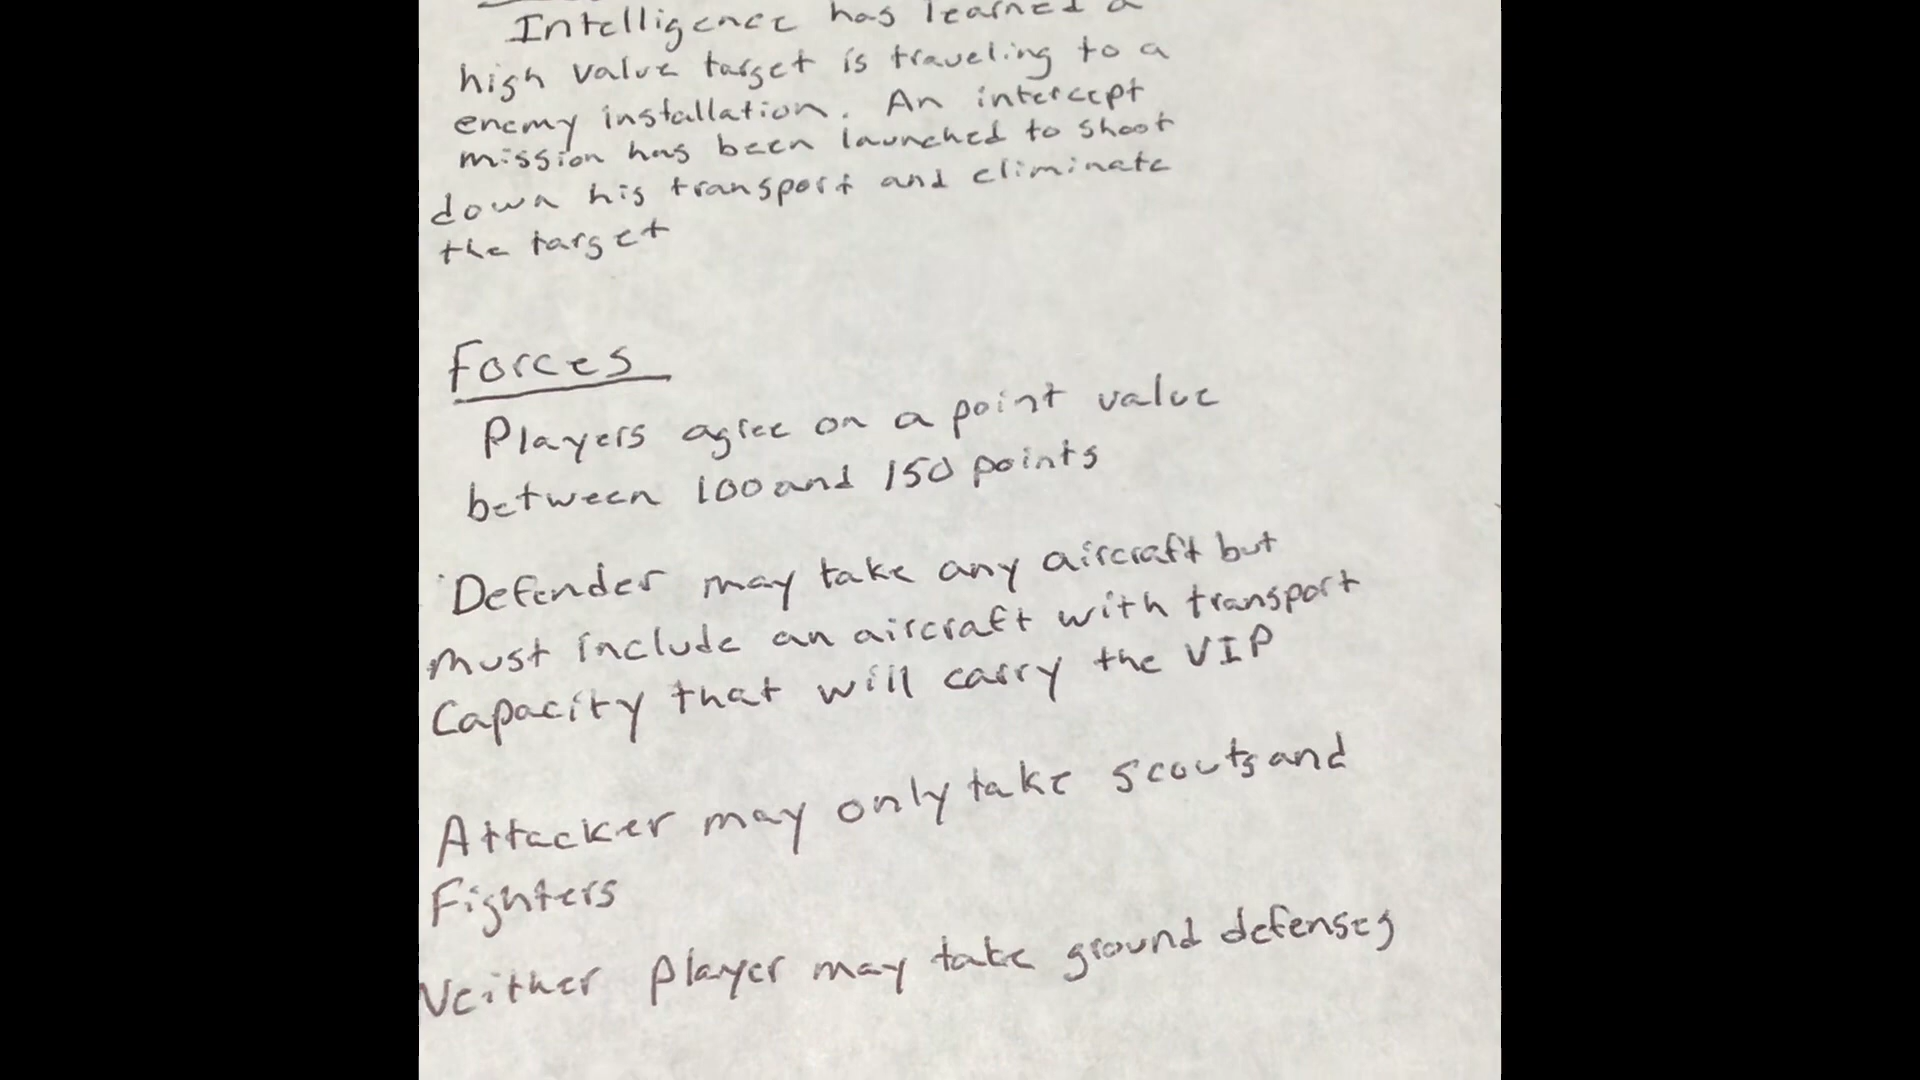 Intelligence has learned a
high value target is traveling to a
enemy installation. An intercept
mission has been launched to shoot
down his transport and eliminate
the target
Forces
Players agree on a point value
between 100 and 150 points
Defender may take any aircraft but
must include an aircraft with transport
Capacity that will carry the VIP
Attacker may only take scouts and
Fighters
Neither player may take ground defenses